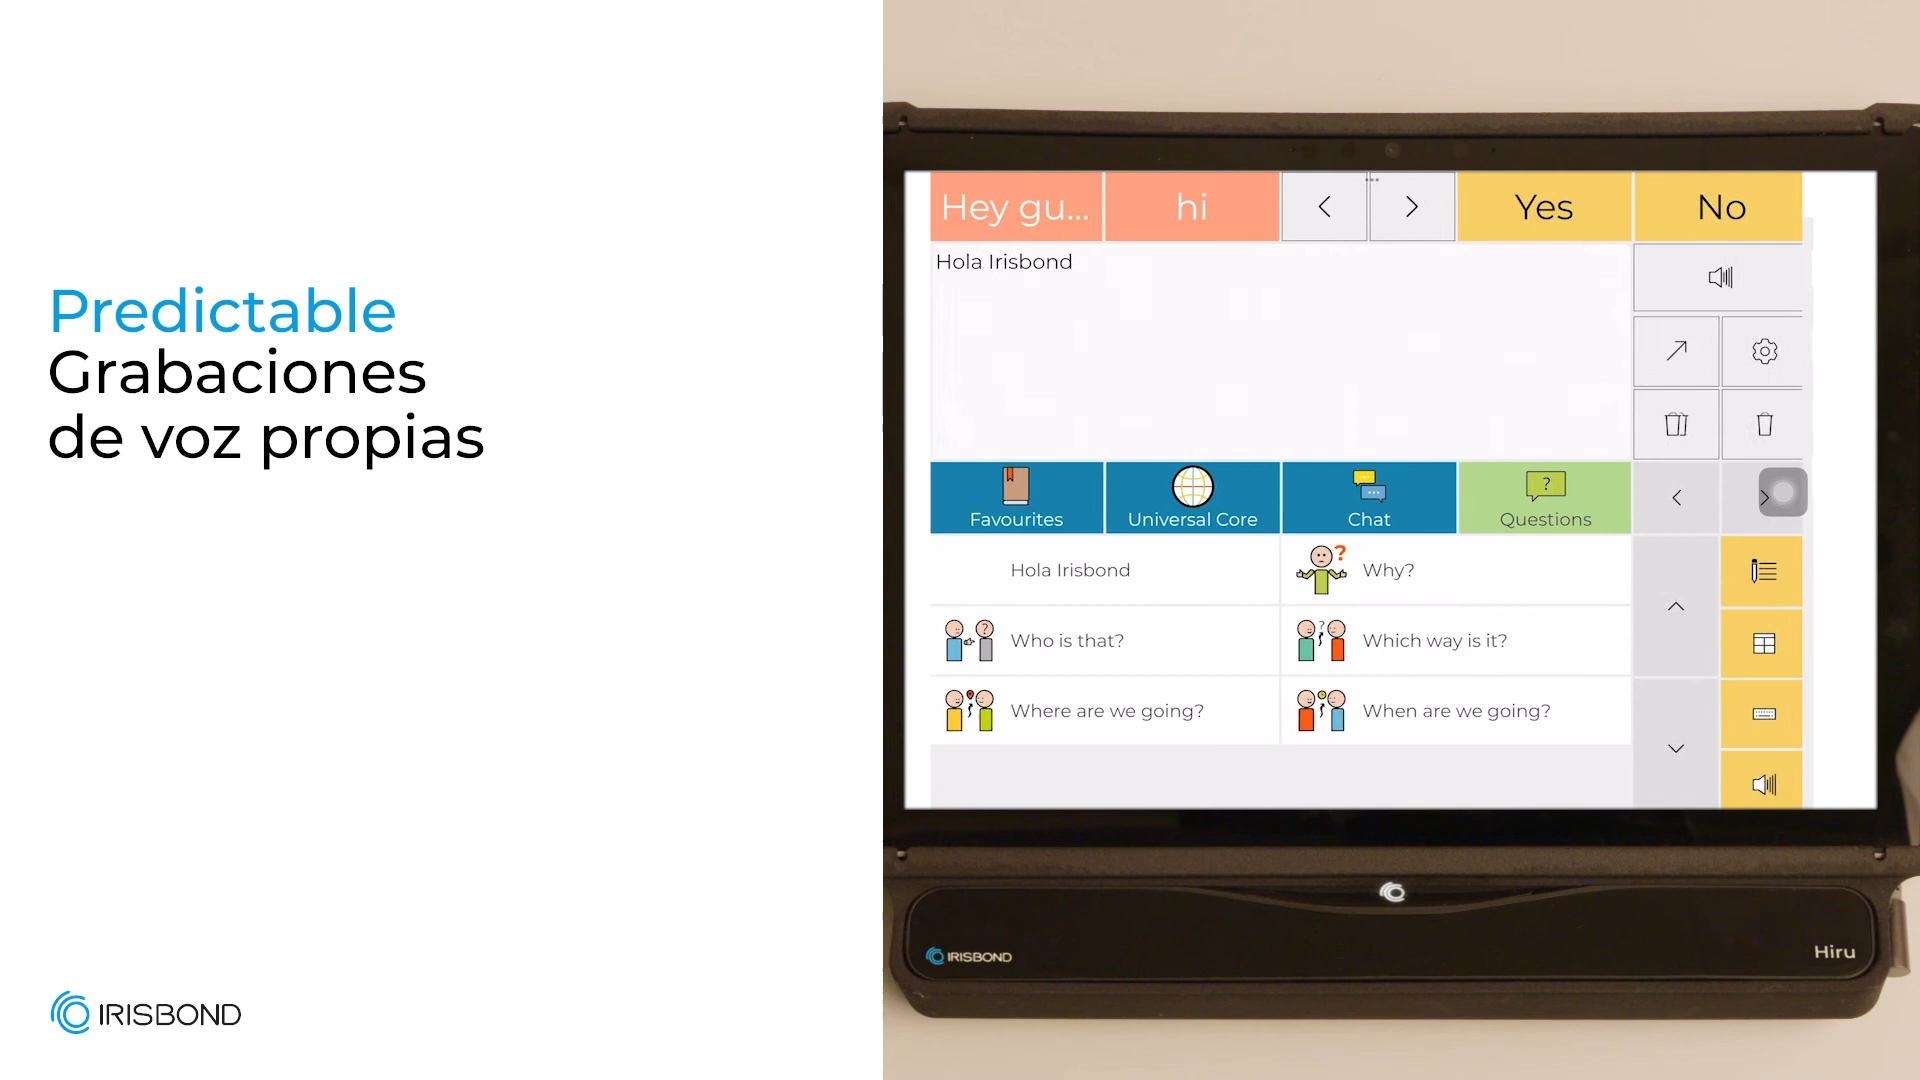 Predictable
Grabaciones
de voz propias
IRISBOND
Hey gu...
hi
Yes
No
Hola Irisbond
Favourites
Universal Core
Chat
Questions
Hola Irisbond
Why?
Who is that?
Which way is it?
Where are we going?
When are we going?
IRISBOND
Hiru